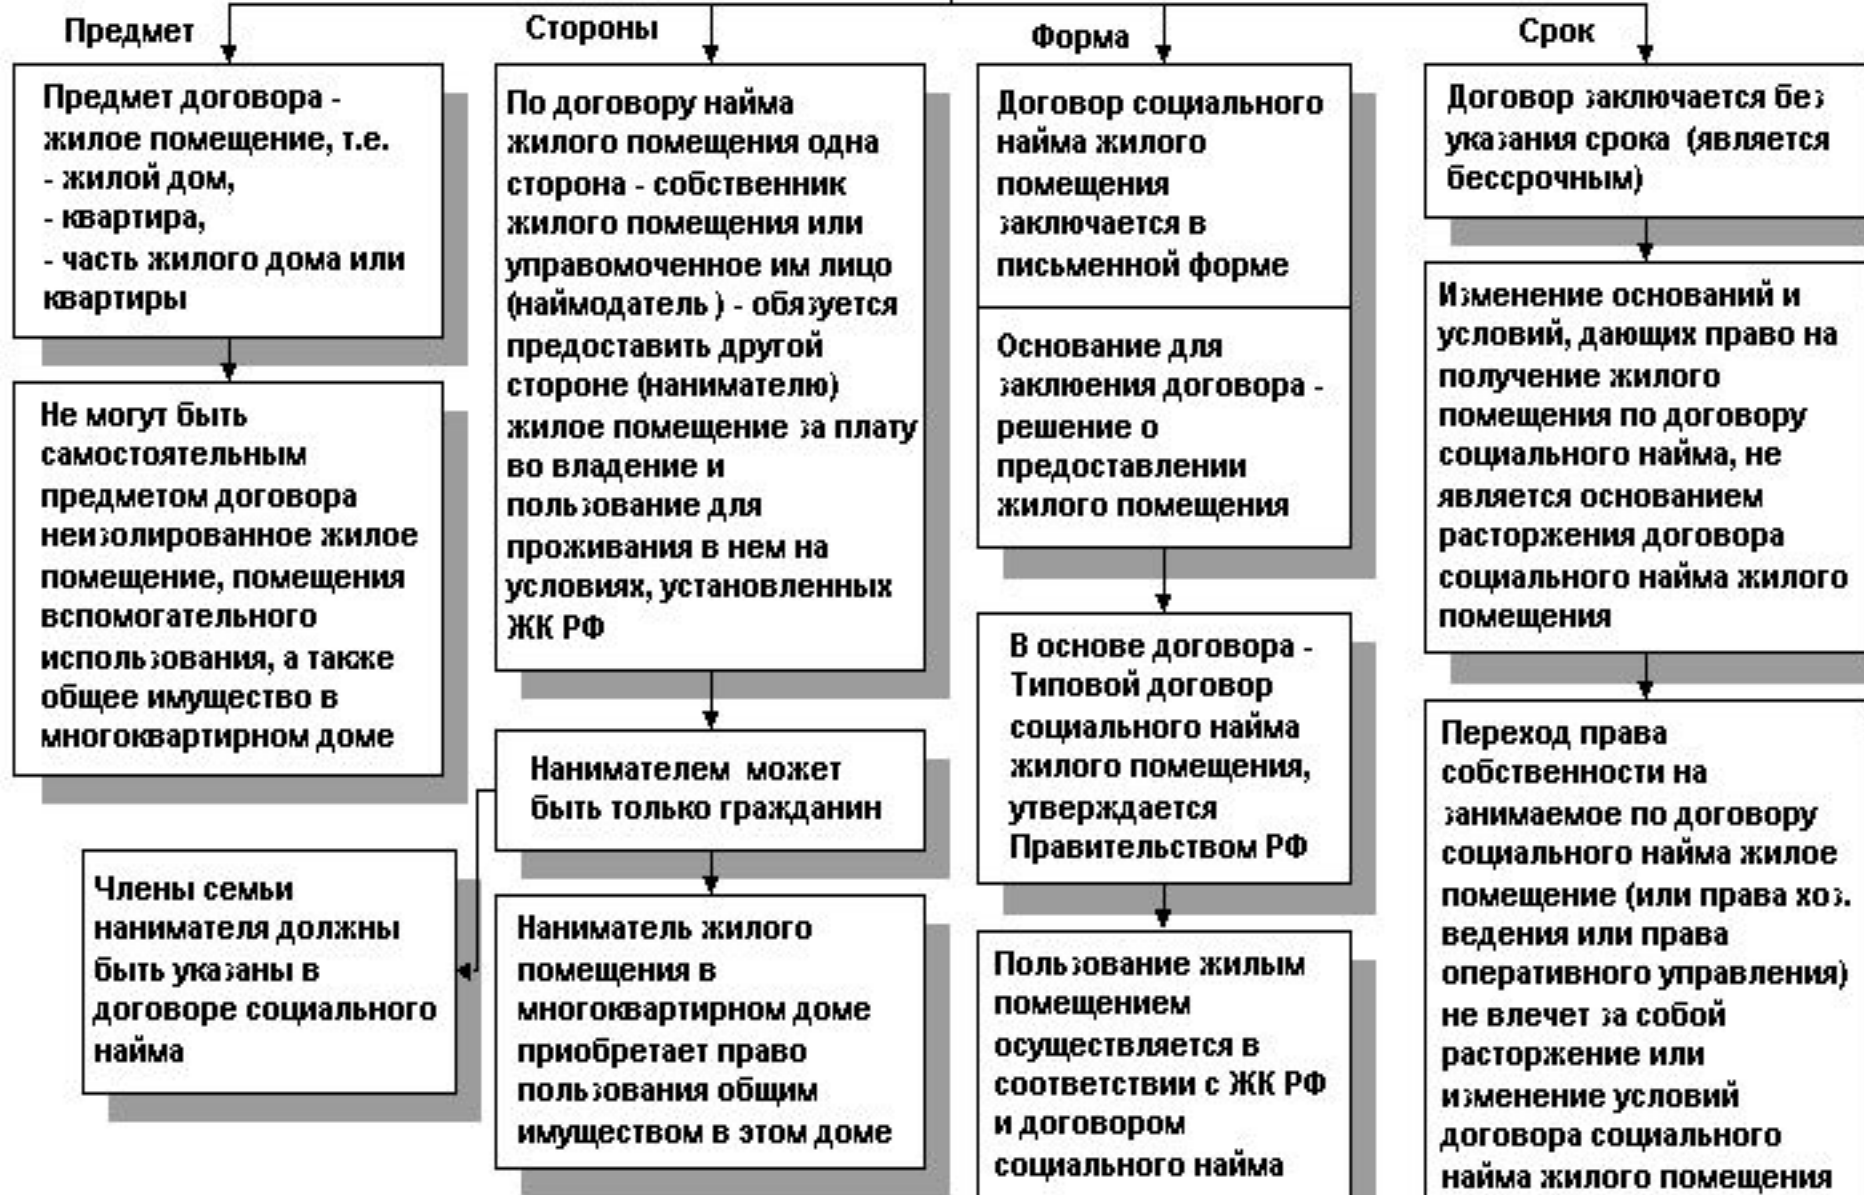 Предмет
Предмет договора -
жилое помещение, т.е.
- жилой дом,
- квартира,
- часть жилого дома или
квартиры
Не могут быть
самостоятельным
предметом договора
неизолированное жилое
помещение, помещения
вспомогательного
использования, а также
общее имущество в
многоквартирном доме
Стороны
По договору найма
жилого помещения одна
сторона - собственник
жилого помещения или
управомоченное им лицо
(наймодатель ) - обязуется
предоставить другой
стороне (нанимателю)
жилое помещение за плату
во владение и
пользование для
проживания в нем на
условиях, установленных
ЖК РФ
Нанимателем может
быть только гражданин
Члены семьи
нанимателя должны
быть указаны в
договоре социального
найма
Наниматель жилого
помещения в
многоквартирном доме
приобретает право
пользования общим
имуществом в этом доме
Форма
Договор социального
найма жилого
помещения
заключается в
письменной форме
Основание для
заклюения договора -
решение о
предоставлении
жилого помещения
В основе договора -
Типовой договор
социального найма
жилого помещения,
утверждается
Правительством РФ
Пользование жилым
помещением
осуществляется в
соответствии с ЖК РФ
и договором
социального найма
Срок
Договор заключается без
указания срока (является
бессрочным)
Изменение оснований и
условий, дающих право на
получение жилого
помещения по договору
социального найма, не
является основанием
расторжения договора
социального найма жилого
помещения
Переход права
собственности на
занимаемое по договору
социального найма жилое
помещение (или права хоз.
ведения или права
оперативного управления)
не влечет за собой
расторжение или
изменение условий
договора социального
найма жилого помещения